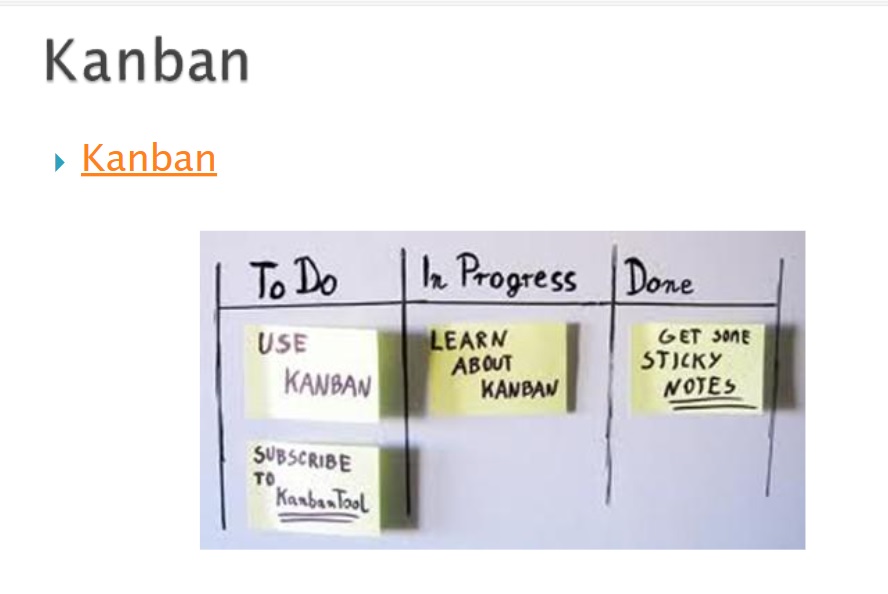 Kanban
Kanban
To Do
In Progress
Done
USE
KANBAN
SUBSCRIBE
TO
KanbanTool
LEARN
ABOUT
KANBAN
GET SOME
STICKY
NOTES